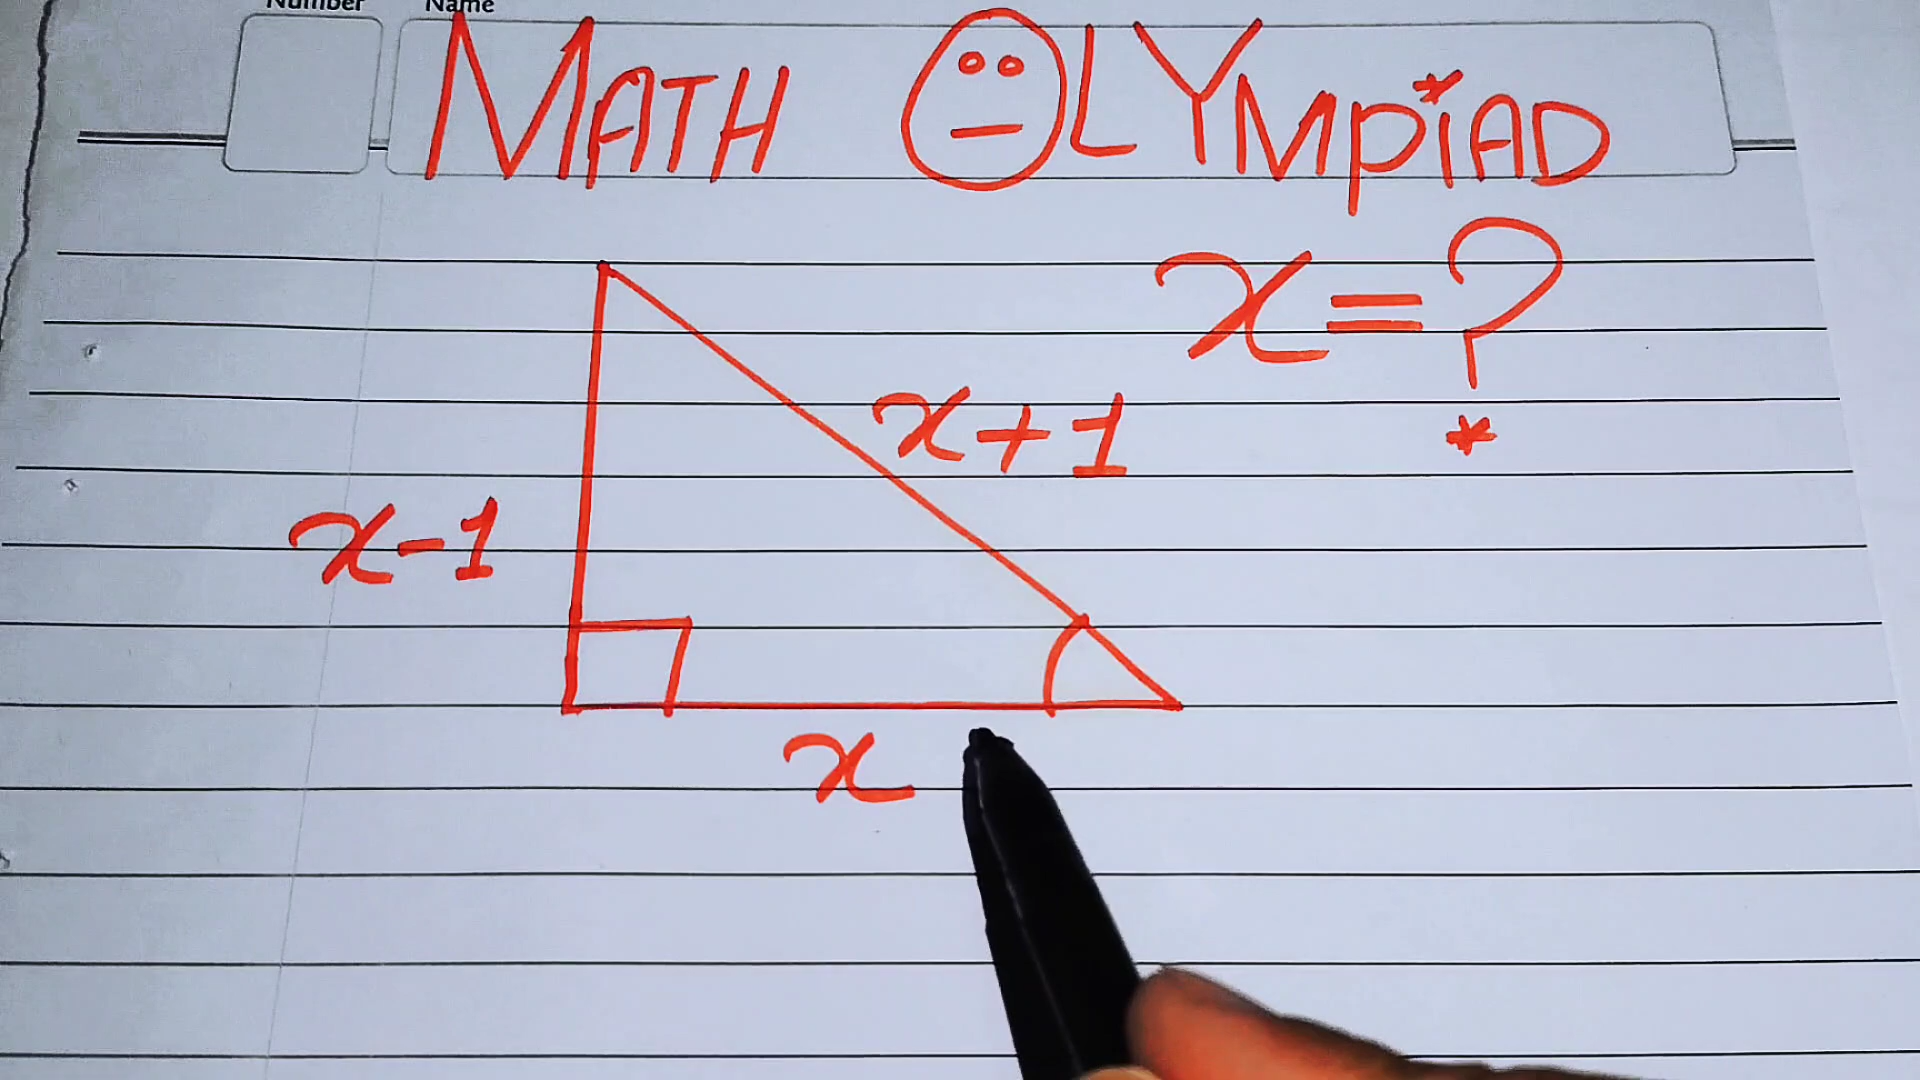 Number Name
MATH OLYMPiAD
x=?
x+1
x-1
x